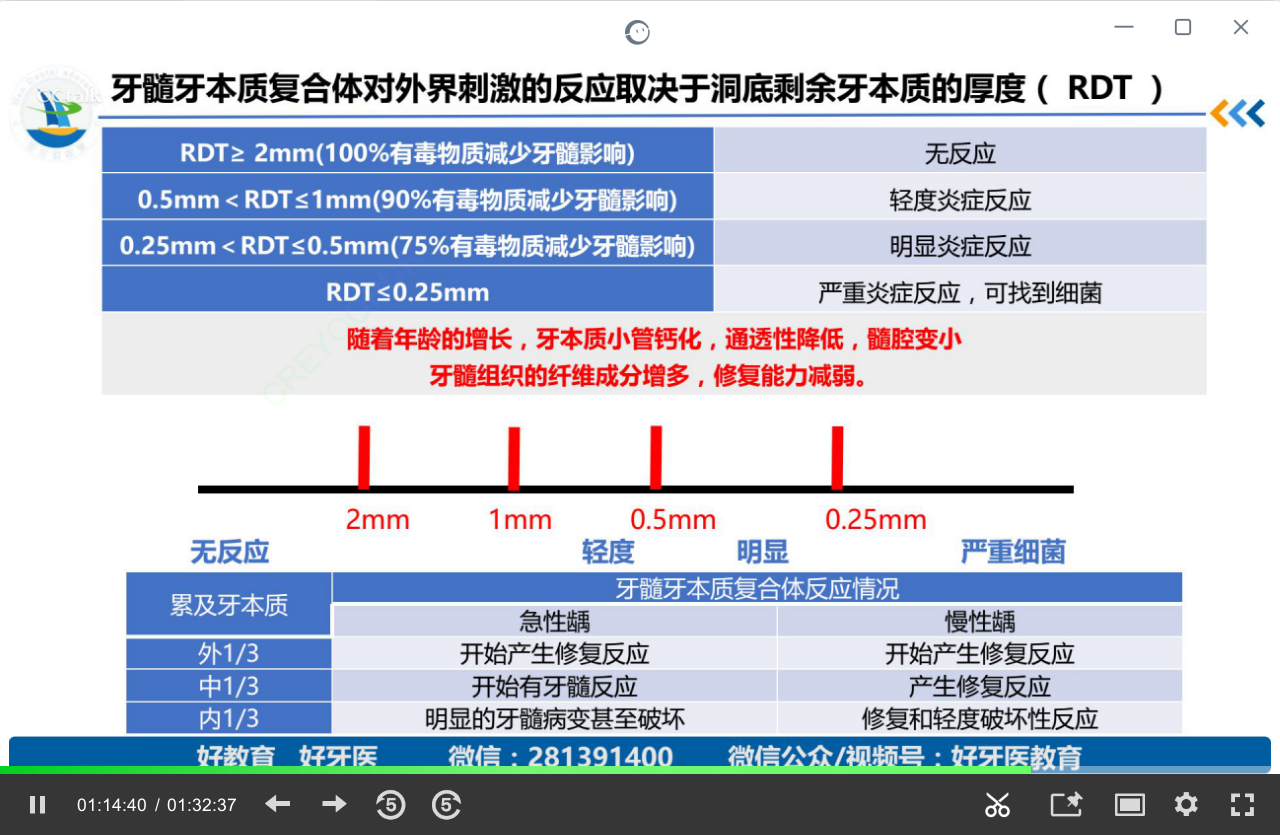 牙髓牙本质复合体对外界刺激的反应取决于洞底剩余牙本质的厚度（ RDT ）
RDT≥ 2mm(100%有毒物质减少牙髓影响) 无反应
0.5mm＜RDT≤1mm(90%有毒物质减少牙髓影响) 轻度炎症反应
0.25mm＜RDT≤0.5mm(75%有毒物质减少牙髓影响) 明显炎症反应
RDT≤0.25mm 严重炎症反应，可找到细菌
随着年龄的增长，牙本质小管钙化，通透性降低，髓腔变小
牙髓组织的纤维成分增多，修复能力减弱。
2mm 1mm 0.5mm 0.25mm
无反应 轻度 明显 严重细菌
累及牙本质 牙髓牙本质复合体反应情况
急性龋 慢性龋
外1/3 开始产生修复反应 开始产生修复反应
中1/3 开始有牙髓反应 产生修复反应
内1/3 明显的牙髓病变甚至破坏 修复和轻度破坏性反应
好教育 好牙医 微信：281391400 微信公众/视频号：好牙医教育
01:14:40 / 01:32:37 5 5